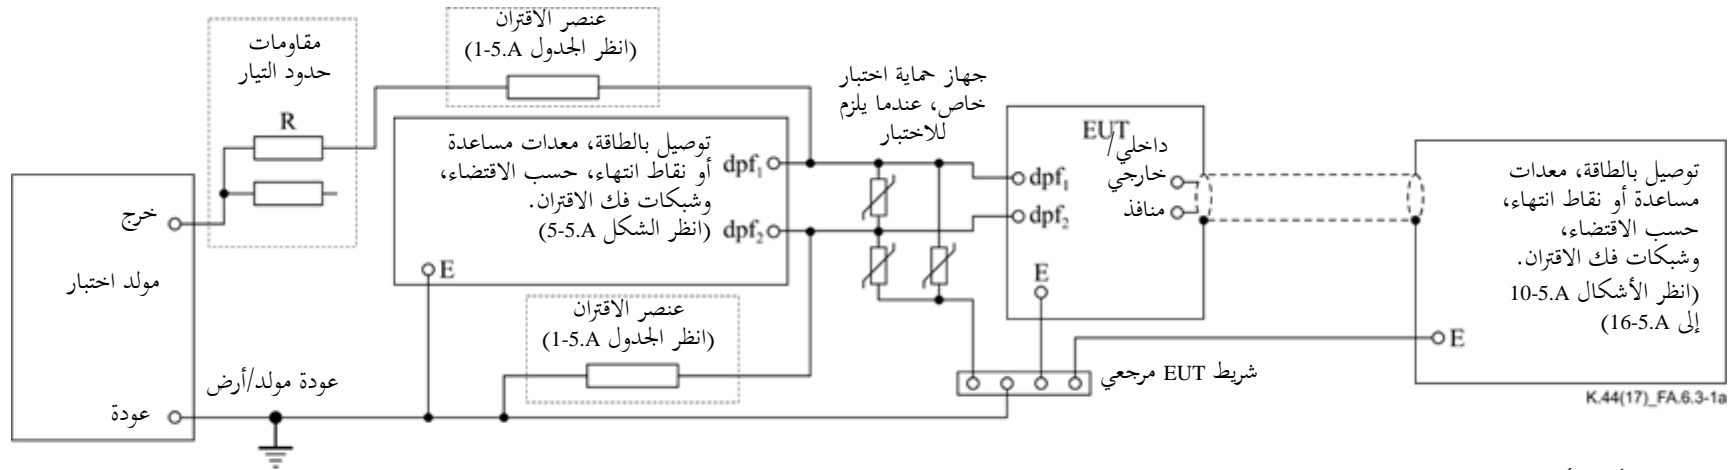 عنصر الاقتران
(انظر الجدول A.5-1)
مقاومات
حدود التيار
R
جهاز حماية اختبار
خاص، عندما يلزم
للاختبار
EUT
داخلي/
خارجي
منافذ
dpf₁
dpf₂
E
توصيل بالطاقة، معدات مساعدة
أو نقاط انتهاء، حسب الاقتضاء،
وشبكات فك الاقتران.
(انظر الشكل A.5-5)
dpf₁
dpf₂
E
توصيل بالطاقة، معدات
مساعدة أو نقاط انتهاء،
حسب الاقتضاء،
وشبكات فك الاقتران.
(انظر الأشكال A.5-10
إلى A.5-16)
E
خرج
مولد اختبار
عودة
عنصر الاقتران
(انظر الجدول A.5-1)
عودة مولد/أرض
شريط EUT مرجعي
K.44(17)_FA.6.3-1a